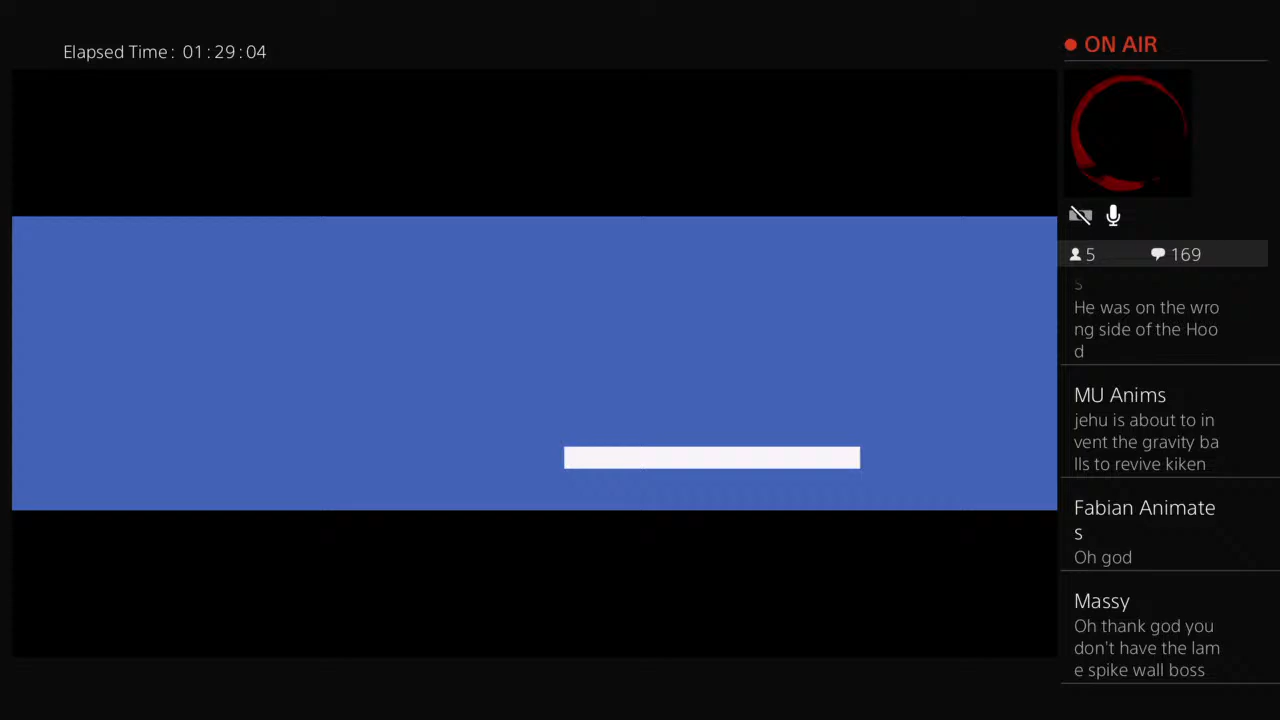 Elapsed Time: 01:29:04
ON AIR
5 169
s
He was on the wro
ng side of the Hoo
d
MU Anims
jehu is about to in
vent the gravity ba
lls to revive kiken
Fabian Animate
s
Oh god
Massy
Oh thank god you
don't have the lam
e spike wall boss